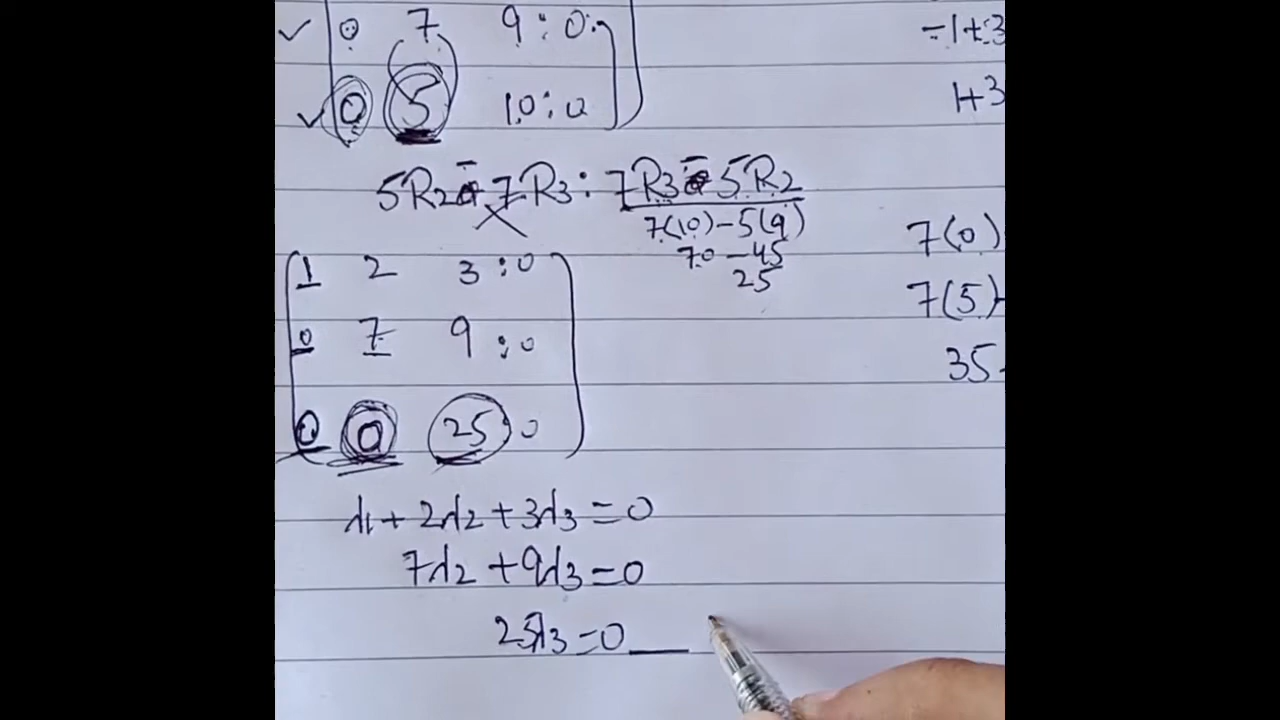 0 7 9 : 0
-1+3
0 5 10 : 0
1+3
5R2 - 7R3 : 7R3 - 5R2
7(10) - 5(9)
7(0)
70 - 45
25
1 2 3 : 0
7(5)-
0 7 9 : 0
35-
0 0 25 : 0
λ1 + 2λ2 + 3λ3 = 0
7λ2 + 9λ3 = 0
25λ3 = 0